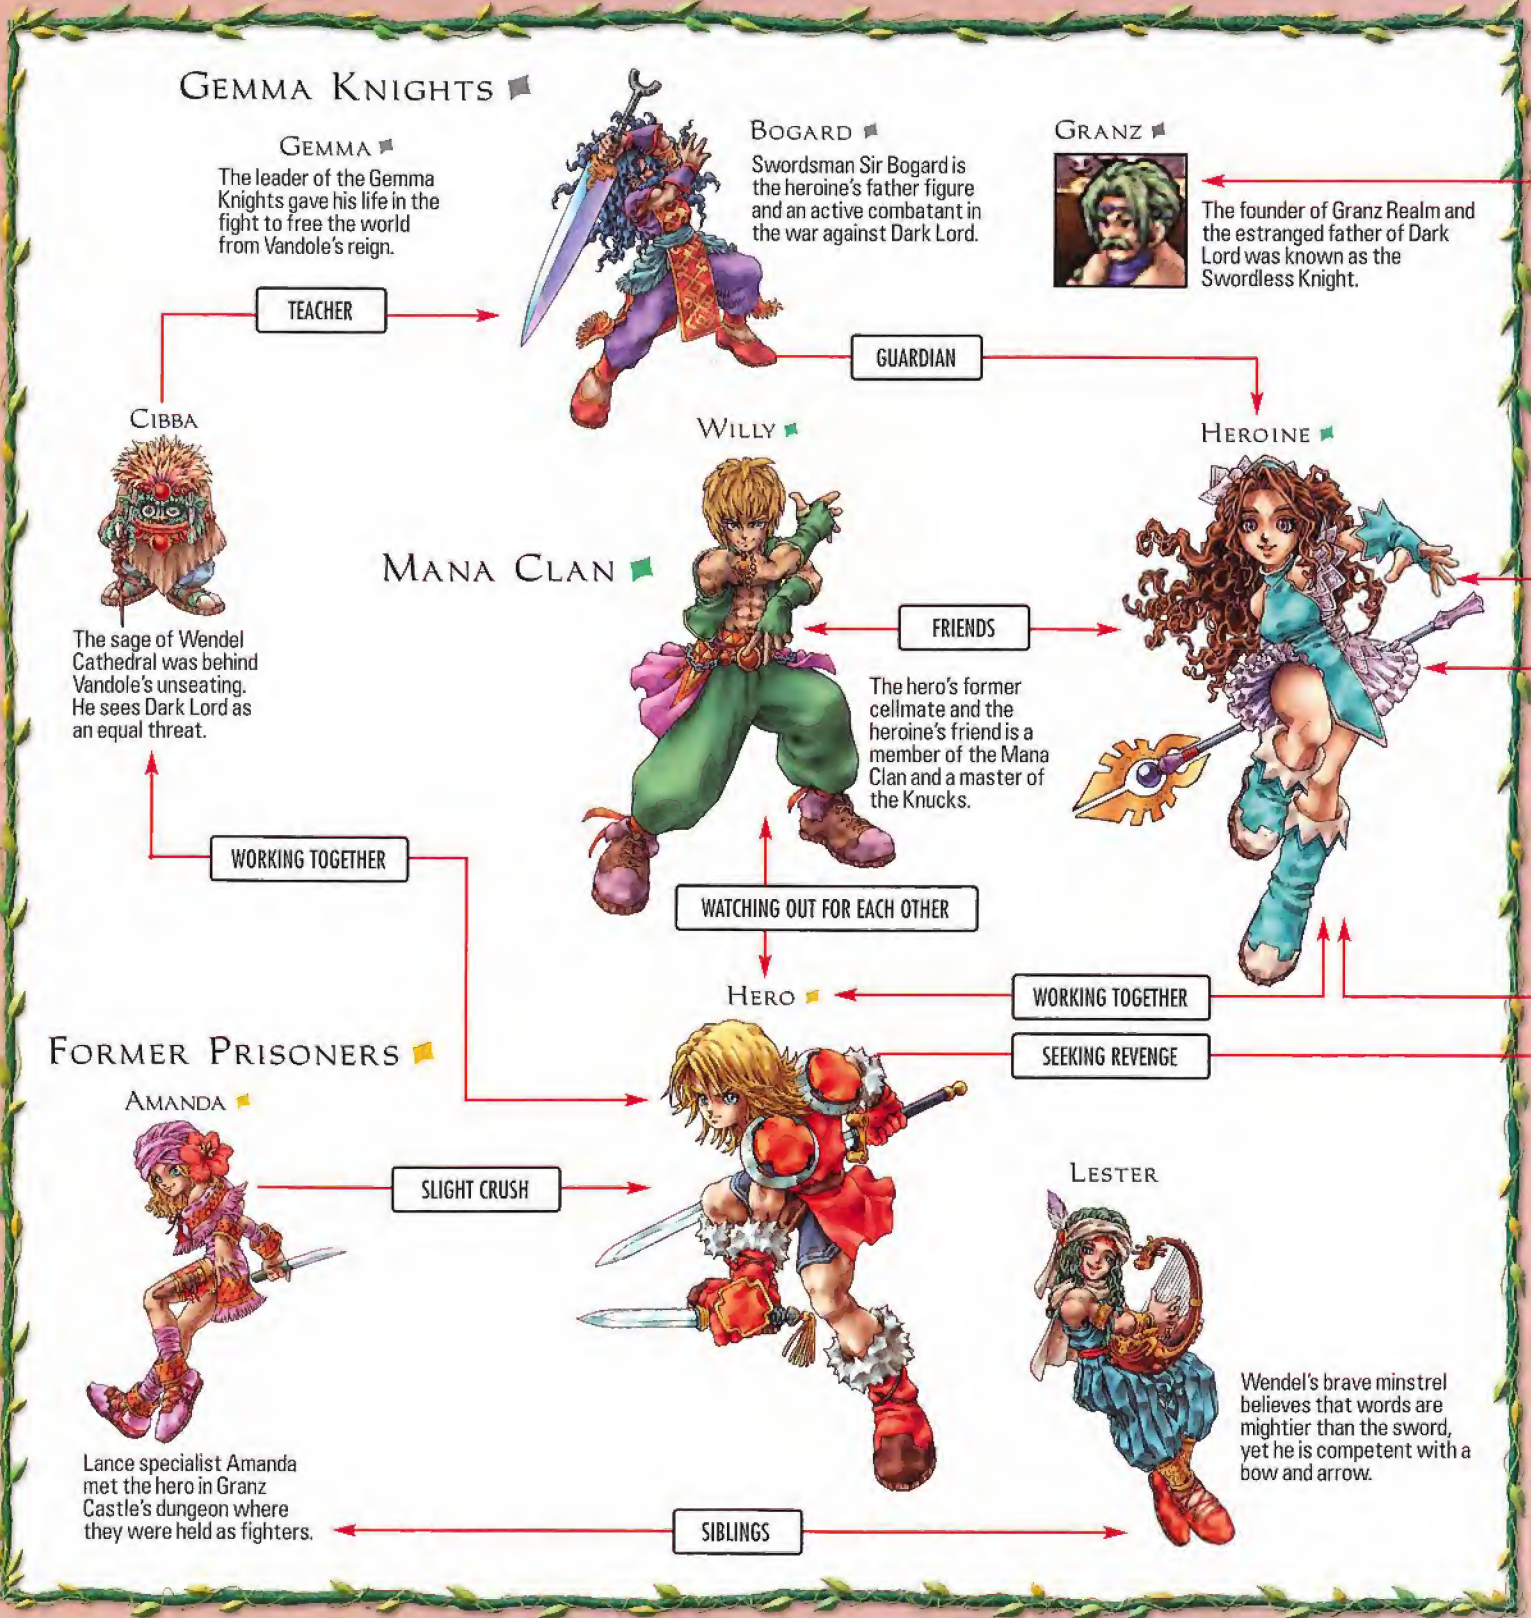 GEMMA KNIGHTS
GEMMA
The leader of the Gemma
Knights gave his life in the
fight to free the world
from Vandole's reign.
BOGARD
Swordsman Sir Bogard is
the heroine's father figure
and an active combatant in
the war against Dark Lord.
GRANZ
The founder of Granz Realm and
the estranged father of Dark
Lord was known as the
Swordless Knight.
TEACHER
GUARDIAN
CIBBA
The sage of Wendel
Cathedral was behind
Vandole's unseating.
He sees Dark Lord as
an equal threat.
WILLY
HEROINE
MANA CLAN
FRIENDS
The hero's former
cellmate and the
heroine's friend is a
member of the Mana
Clan and a master of
the Knucks.
WORKING TOGETHER
WATCHING OUT FOR EACH OTHER
HERO
WORKING TOGETHER
SEEKING REVENGE
FORMER PRISONERS
AMANDA
SLIGHT CRUSH
LESTER
Wendel's brave minstrel
believes that words are
mightier than the sword,
yet he is competent with a
bow and arrow.
Lance specialist Amanda
met the hero in Granz
Castle's dungeon where
they were held as fighters.
SIBLINGS